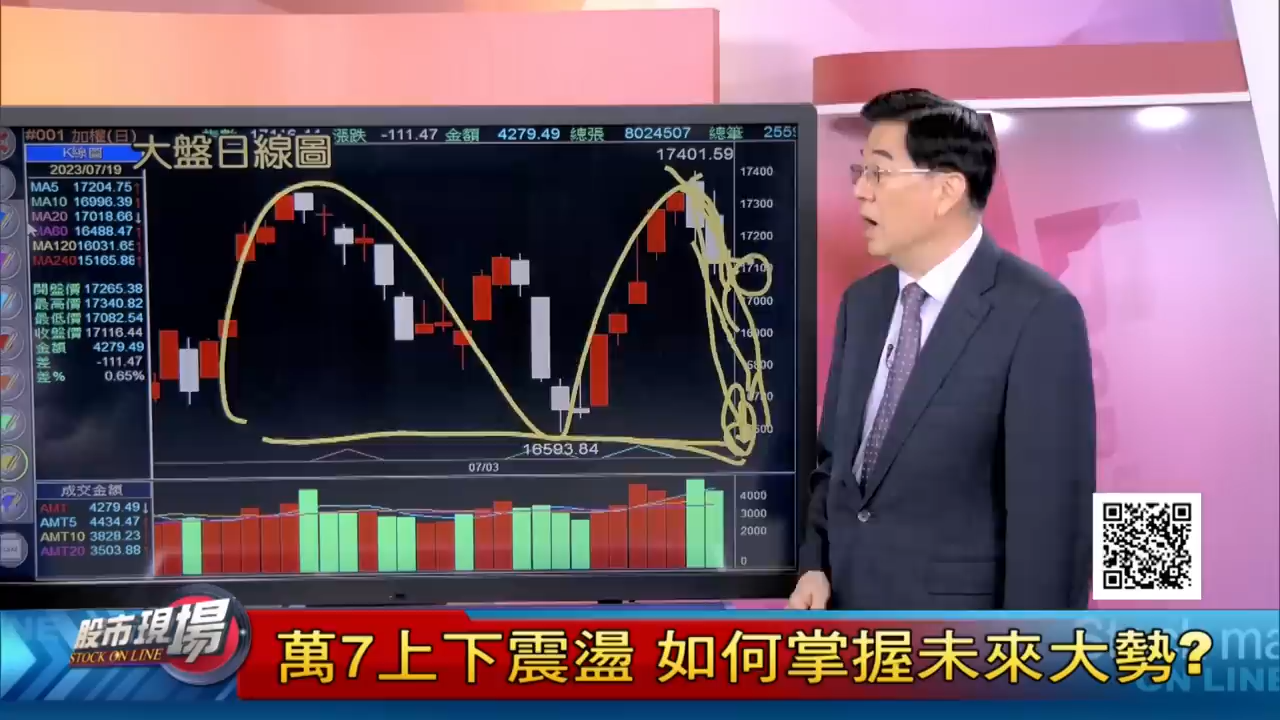 #001 加權(日)
大盤日線圖
漲跌 -111.47 金額 4279.49 總張 8024507 總筆
K線圖
2023/07/19
MA5 17204.75↑
MA10 16996.39↑
MA20 17018.66↓
MA60 16488.47↑
MA120 16031.65↑
MA240 15165.88↑
開盤價 17265.38
最高價 17340.82
最低價 17082.54
收盤價 17116.44
金額 4279.49
差 -111.47
差% 0.65%
17401.59
17400
17300
17200
17100
17000
16900
16593.84
07/03
成交金額
AMT 4279.49↓
AMT5 4434.47↑
AMT10 3828.23
AMT20 3503.88
4000
3000
2000
0
股市現場
STOCK ON LINE
萬7上下震盪 如何掌握未來大勢?
ON LINE